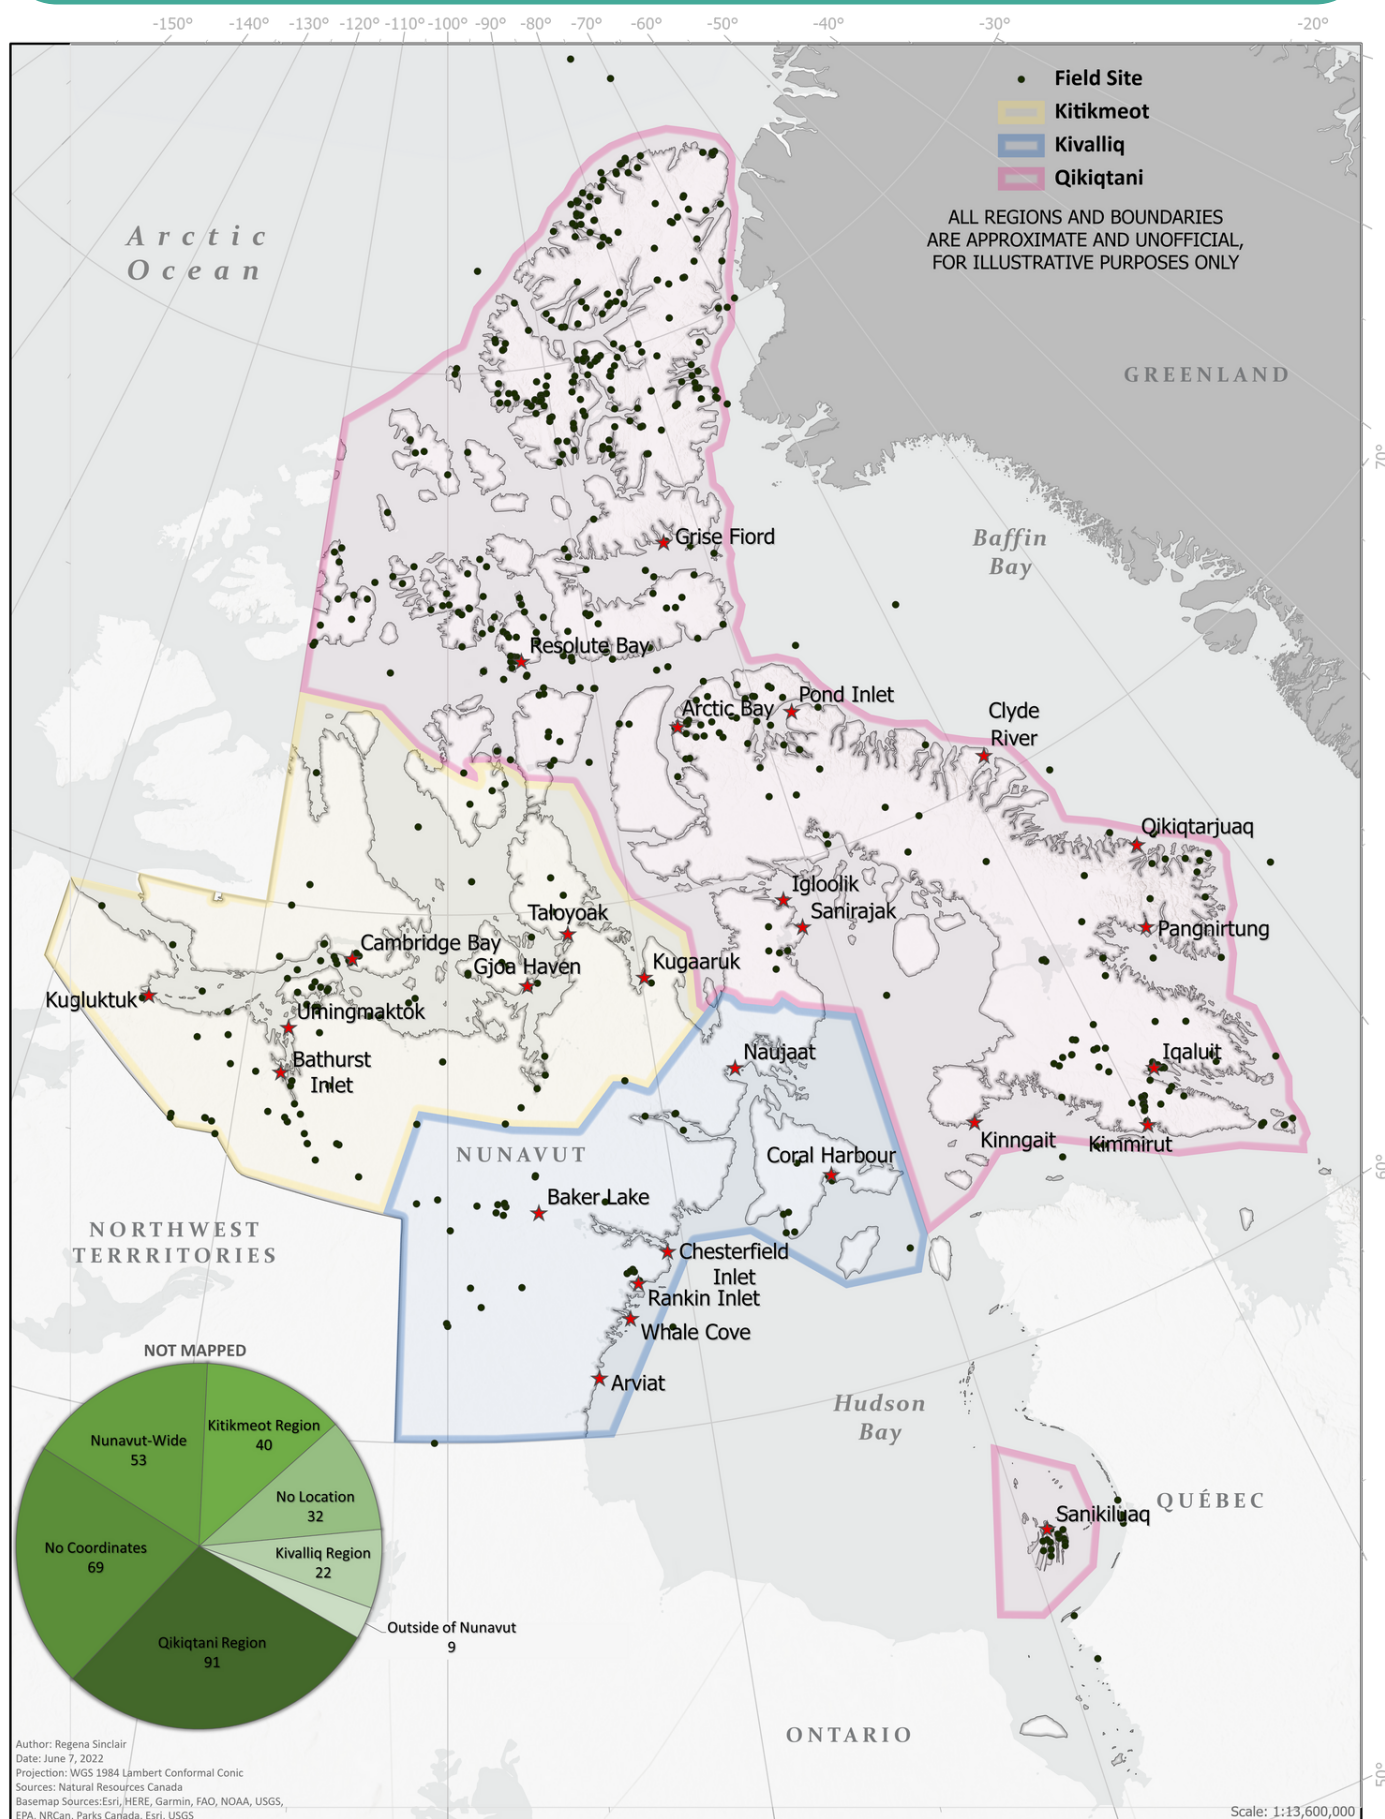 -150° -140° -130° -120° -110° -100° -90° -80° -70° -60° -50° -40° -30° -20°
Field Site
Kitikmeot
Kivalliq
Qikiqtani
ALL REGIONS AND BOUNDARIES
ARE APPROXIMATE AND UNOFFICIAL,
FOR ILLUSTRATIVE PURPOSES ONLY
Arctic
Ocean
GREENLAND
70°
Grise Fiord
Baffin
Bay
Resolute Bay
Arctic Bay
Pond Inlet
Clyde
River
Qikiqtarjuaq
Igloolik
Sanirajak
Taloyoak
Pangnirtung
Cambridge Bay
Gjoa Haven
Kugaaruk
Kugluktuk
Umingmaktok
Bathurst
Inlet
Naujaat
Iqaluit
Kinngait
Kimmirut
NUNAVUT
Coral Harbour
60°
Baker Lake
NORTHWEST
TERRRITORIES
Chesterfield
Inlet
Rankin Inlet
Whale Cove
Arviat
Hudson
Bay
NOT MAPPED
Kitikmeot Region
40
Nunavut-Wide
53
No Location
32
No Coordinates
69
Kivalliq Region
22
Outside of Nunavut
9
Qikiqtani Region
91
Sanikiluaq
QUÉBEC
ONTARIO
50°
Author: Regena Sinclair
Date: June 7, 2022
Projection: WGS 1984 Lambert Conformal Conic
Sources: Natural Resources Canada
Basemap Sources:Esri, HERE, Garmin, FAO, NOAA, USGS,
EPA, NRCan, Parks Canada, Esri, USGS
Scale: 1:13,600,000